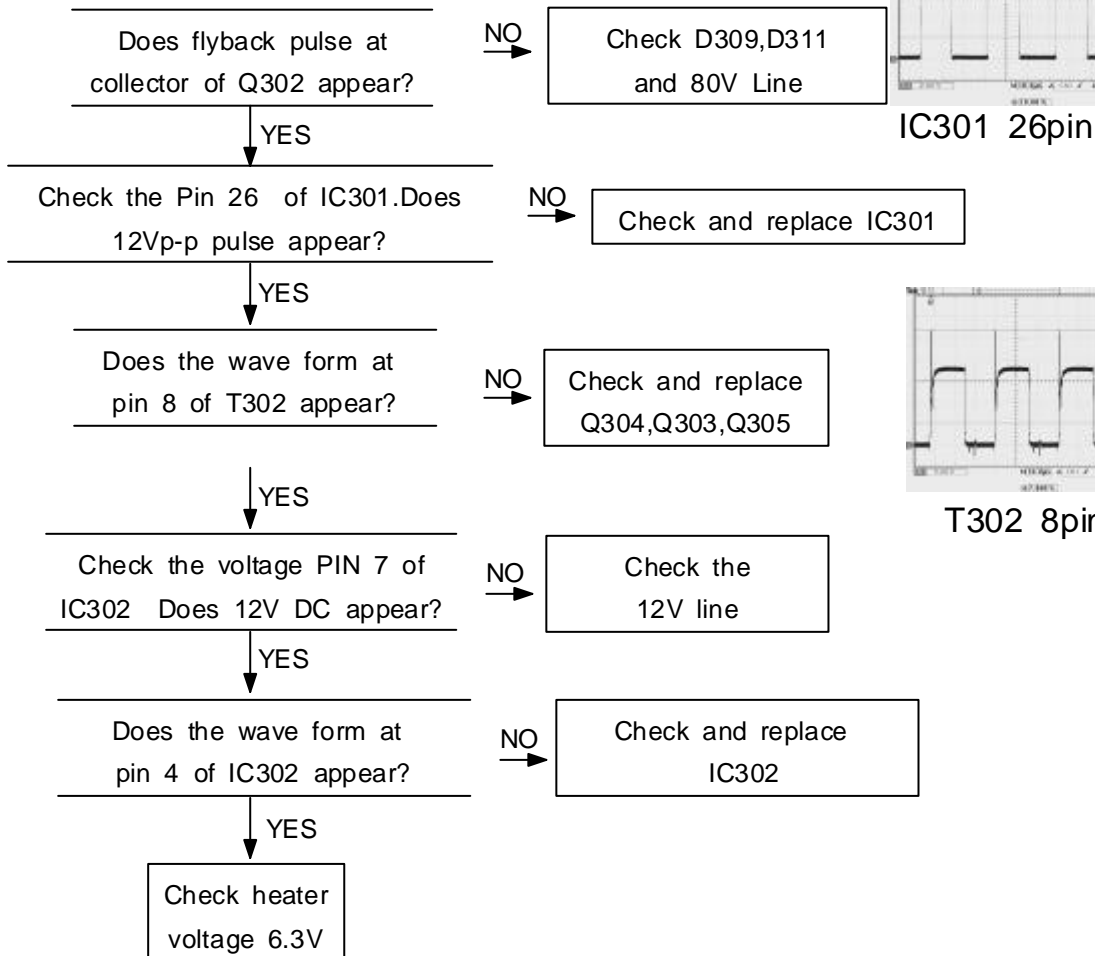 Does flyback pulse at
collector of Q302 appear?
NO
Check D309,D311
and 80V Line
IC301 26pin
YES
Check the Pin 26 of IC301.Does
12Vp-p pulse appear?
NO
Check and replace IC301
YES
Does the wave form at
pin 8 of T302 appear?
NO
Check and replace
Q304,Q303,Q305
T302 8pin
YES
Check the voltage PIN 7 of
IC302 Does 12V DC appear?
NO
Check the
12V line
YES
Does the wave form at
pin 4 of IC302 appear?
NO
Check and replace
IC302
YES
Check heater
voltage 6.3V